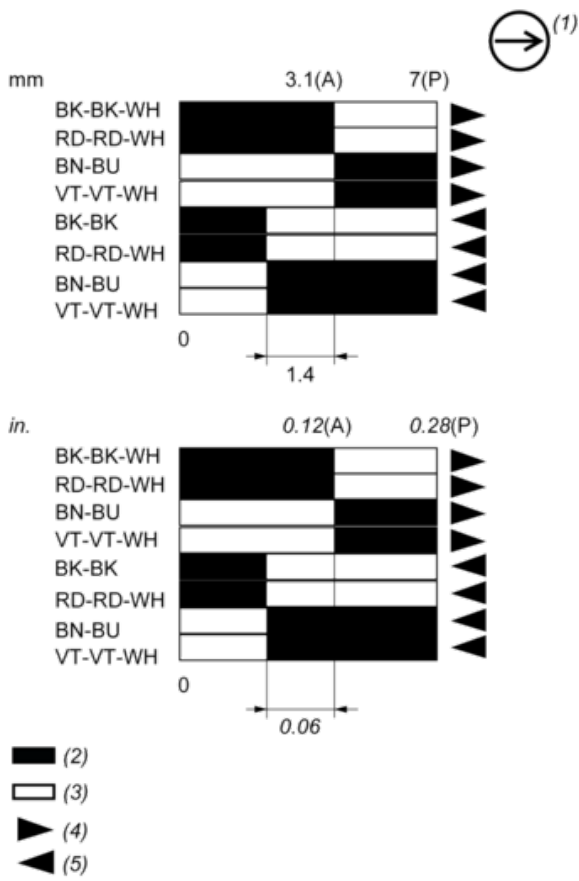 (1)
mm 3.1(A) 7(P)
BK-BK-WH
RD-RD-WH
BN-BU
VT-VT-WH
BK-BK
RD-RD-WH
BN-BU
VT-VT-WH
0
1.4
in. 0.12(A) 0.28(P)
BK-BK-WH
RD-RD-WH
BN-BU
VT-VT-WH
BK-BK
RD-RD-WH
BN-BU
VT-VT-WH
0
0.06
(2)
(3)
(4)
(5)